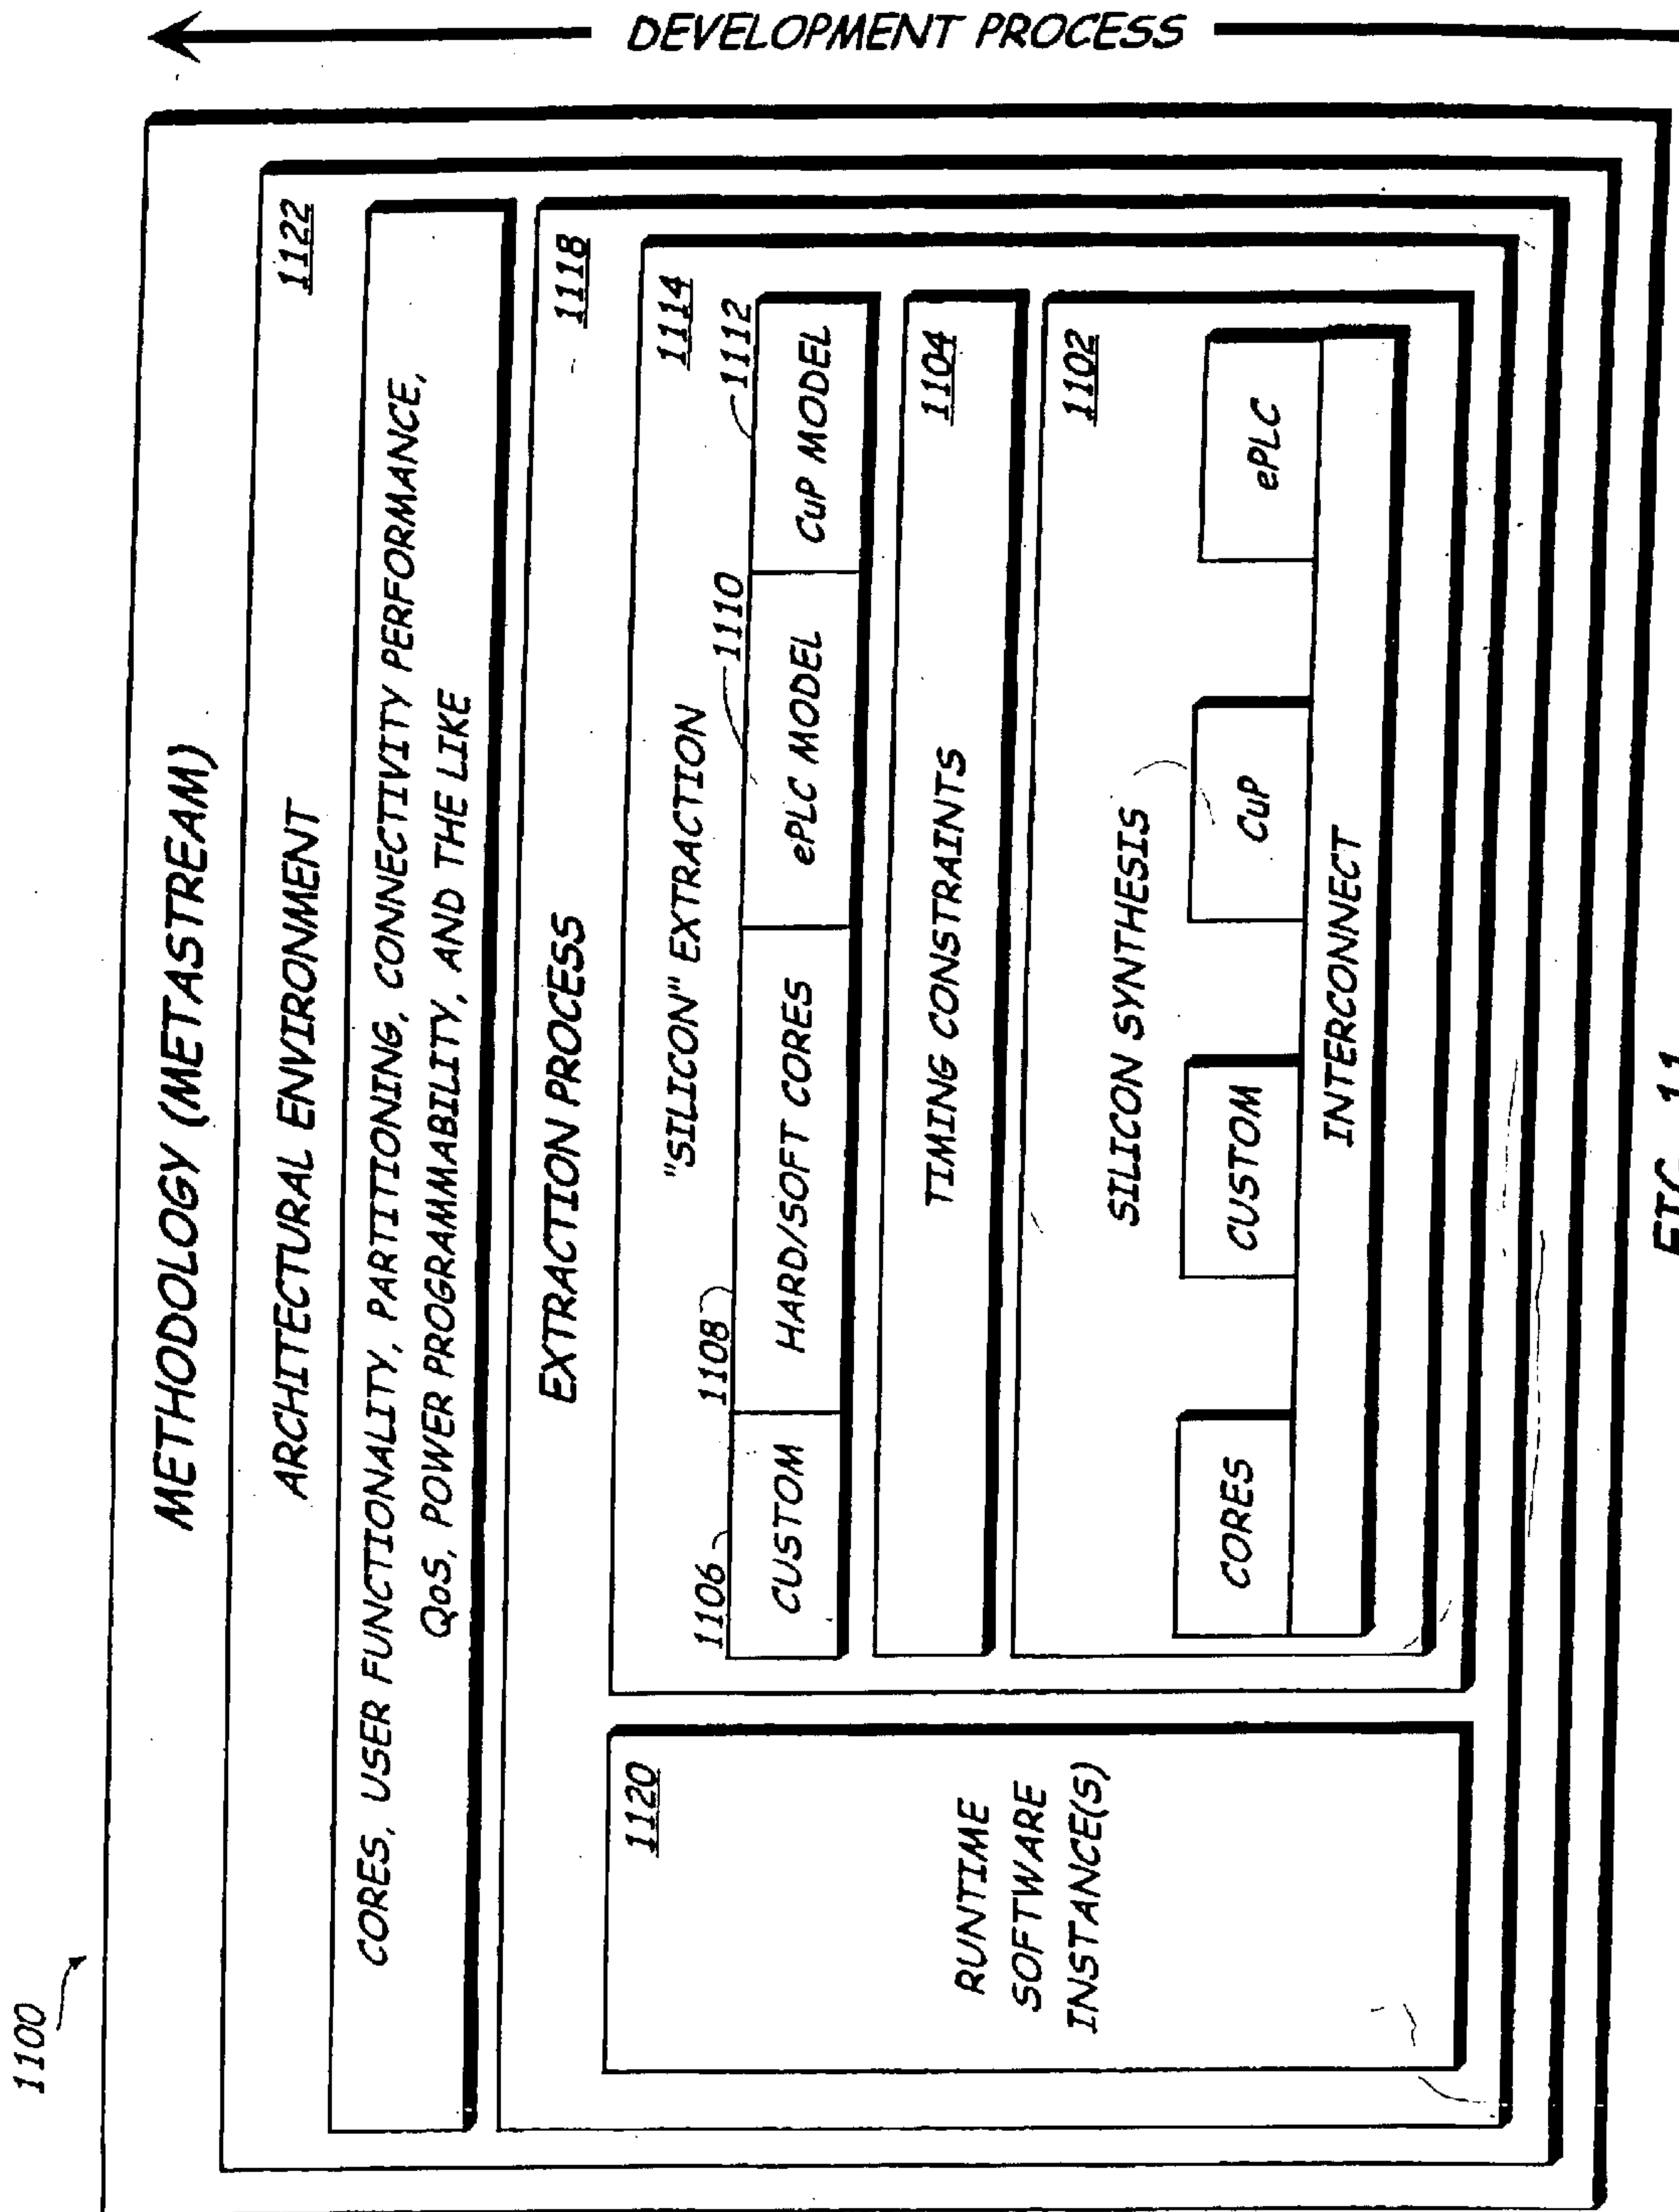 1100
METHODOLOGY (METASTREAM)
ARCHITECTURAL ENVIRONMENT
1122
CORES, USER FUNCTIONALITY, PARTITIONING, CONNECTIVITY PERFORMANCE,
QoS, POWER PROGRAMMABILITY, AND THE LIKE
EXTRACTION PROCESS
1118
1120
RUNTIME
SOFTWARE
INSTANCE(S)
"SILICON" EXTRACTION
1114
1106
1108
1110
1112
CUSTOM
HARD/SOFT CORES
ePLC MODEL
CuP MODEL
TIMING CONSTRAINTS
1104
SILICON SYNTHESIS
1102
CORES
CUSTOM
CuP
ePLC
INTERCONNECT
DEVELOPMENT PROCESS
FIG. 11